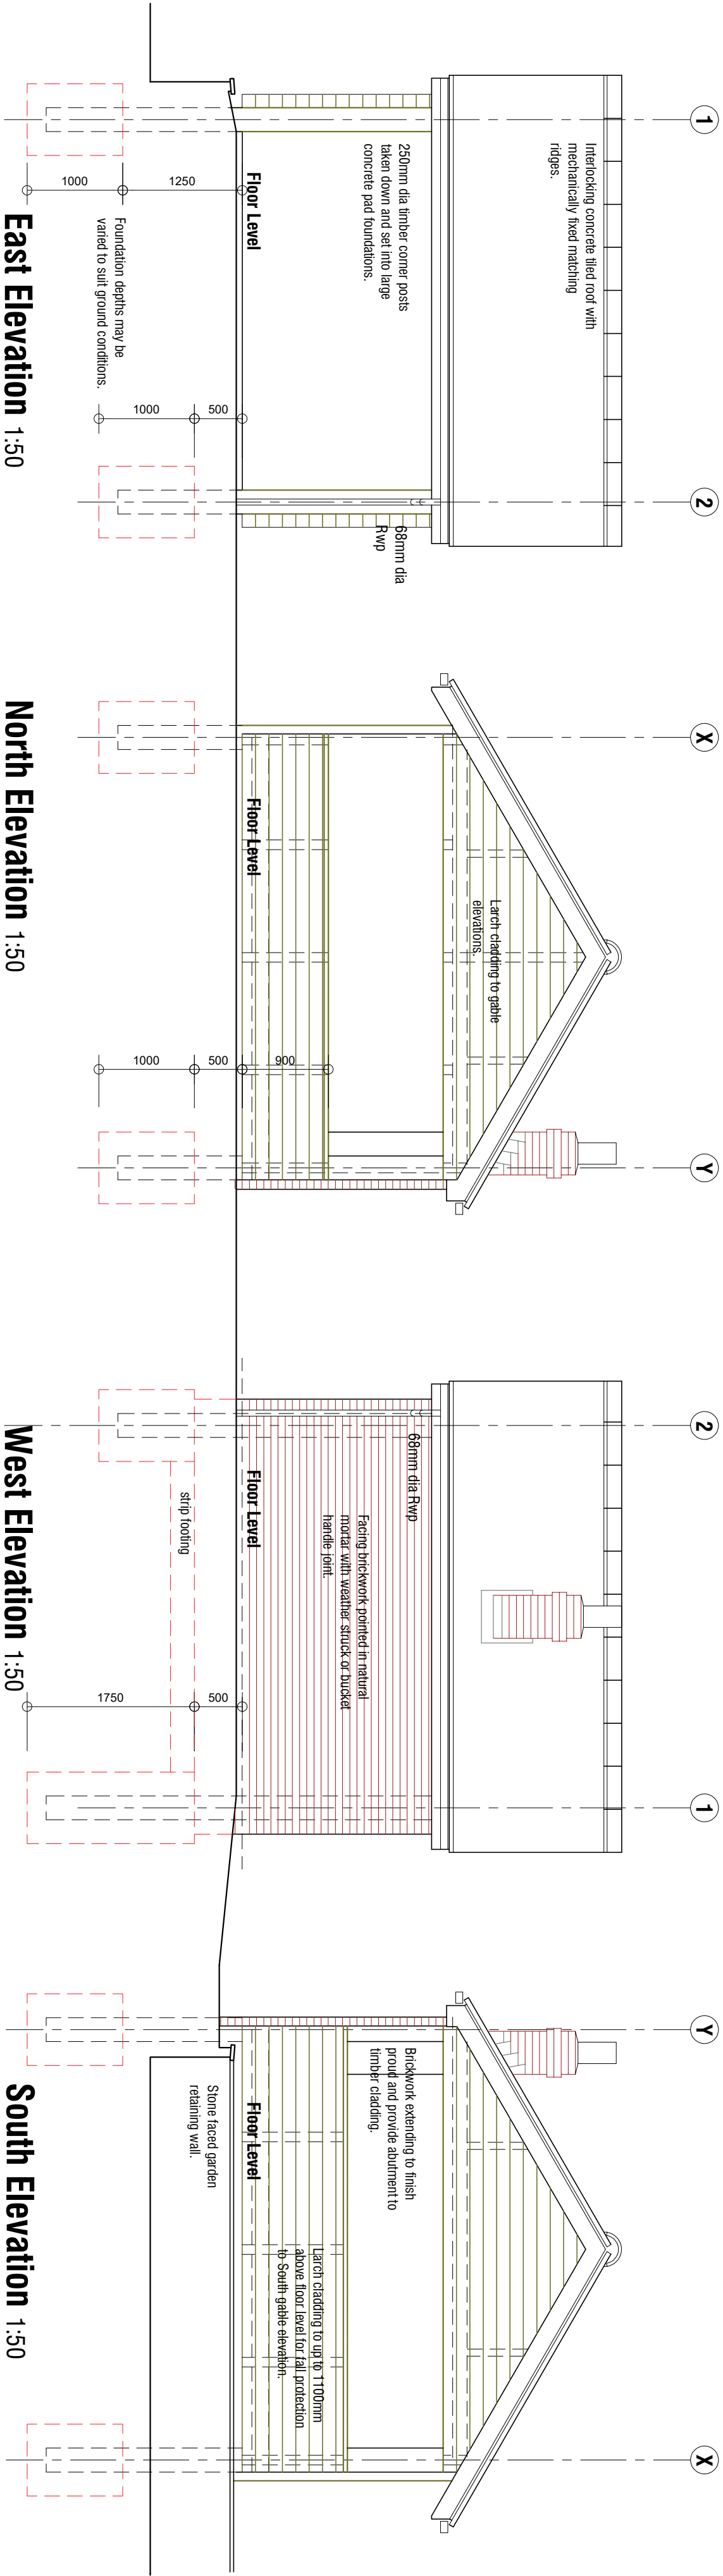 1
2
X
Y
2
1
Y
X
Interlocking concrete tiled roof with
mechanically fixed matching
ridges.
250mm dia timber corner posts
taken down and set into large
concrete pad foundations.
68mm dia
Rwp
Floor Level
1250
1000
500
1000
Foundation depths may be
varied to suit ground conditions.
East Elevation 1:50
Larch cladding to gable
elevations.
Floor Level
900
500
1000
North Elevation 1:50
68mm dia Rwp
Facing brickwork pointed in natural
mortar with weather struck or bucket
handle joint.
Floor Level
strip footing
500
1750
West Elevation 1:50
Brickwork extending to finish
proud and provide abutment to
timber cladding.
Larch cladding to up to 1100mm
above floor level for fall protection
to South gable elevation.
Floor Level
Stone faced garden
retaining wall.
South Elevation 1:50